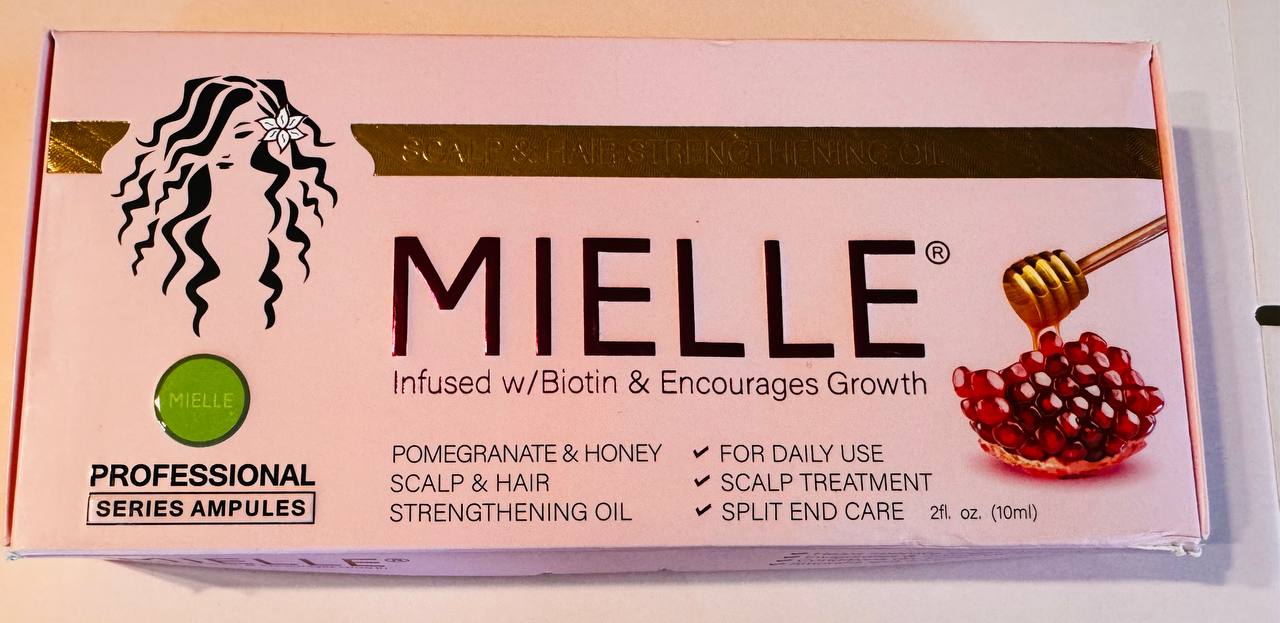 SCALP & HAIR STRENGTHENING OIL
MIELLE®
Infused w/Biotin & Encourages Growth
MIELLE
PROFESSIONAL
SERIES AMPULES
POMEGRANATE & HONEY
SCALP & HAIR
STRENGTHENING OIL
✓ FOR DAILY USE
✓ SCALP TREATMENT
✓ SPLIT END CARE
2fl. oz. (10ml)
MIELLE®